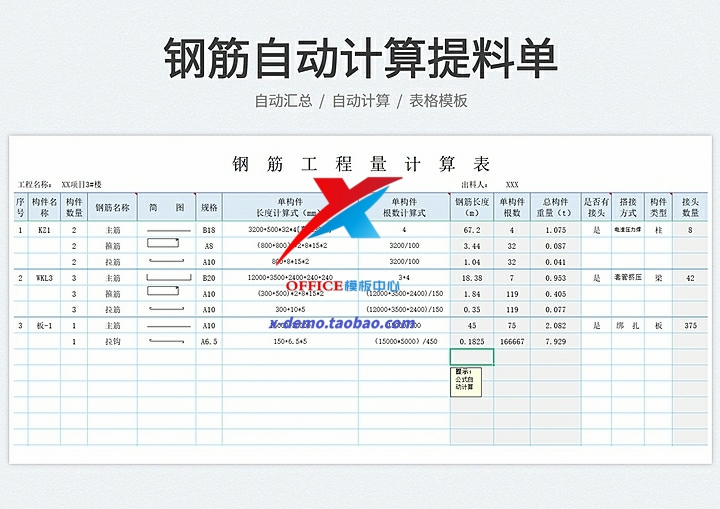 钢筋自动计算提料单
自动汇总 / 自动计算 / 表格模板
钢筋工程量计算表
工程名称: XX项目3#楼 出料人: XXX
序号 构件名称 构件数量 钢筋名称 简 图 规格 单构件长度计算式(mm) 单构件根数计算式 钢筋长度(m) 单构件根数 总构件重量(t) 是否有接头 搭接方式 构件类型 接头数量
1 KZ1 2 主筋 B18 3200+500+32*4 4 67.2 4 1.075 是 电渣压力焊 柱 8
2 箍筋 A8 (800+800)*2+8*15*2 3200/100 3.44 32 0.087
2 拉筋 A10 800+8*15*2 3200/100 1.04 32 0.041
2 WKL3 3 主筋 B20 12000+3500+2400+240+240 3+4 18.38 7 0.953 是 套管挤压 梁 42
3 箍筋 A10 (300+500)*2+8*15*2 (12000+3500+2400)/150 1.84 119 0.405
3 拉筋 A10 300+10*5 (12000+3500+2400)/150 0.35 119 0.077
3 板-1 1 主筋 A10 45 75 2.082 是 绑扎 板 375
1 拉钩 A6.5 150+6.5*5 (15000*5000)/450 0.1825 166667 7.929
提示:
公式自
动计算
OFFICE模板中心
x-demo.taobao.com